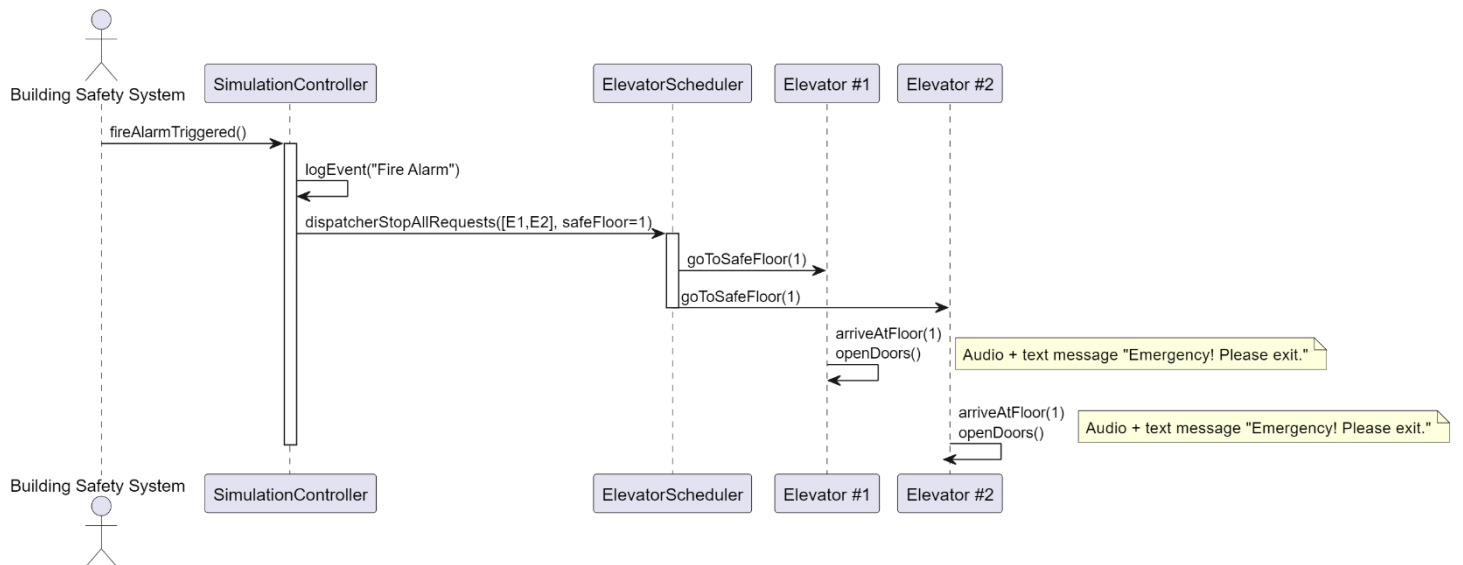 Building Safety System
SimulationController
ElevatorScheduler
Elevator #1
Elevator #2
fireAlarmTriggered()
logEvent("Fire Alarm")
dispatcherStopAllRequests([E1,E2], safeFloor=1)
goToSafeFloor(1)
goToSafeFloor(1)
arriveAtFloor(1)
openDoors()
Audio + text message "Emergency! Please exit."
arriveAtFloor(1)
openDoors()
Audio + text message "Emergency! Please exit."
Building Safety System
SimulationController
ElevatorScheduler
Elevator #1
Elevator #2